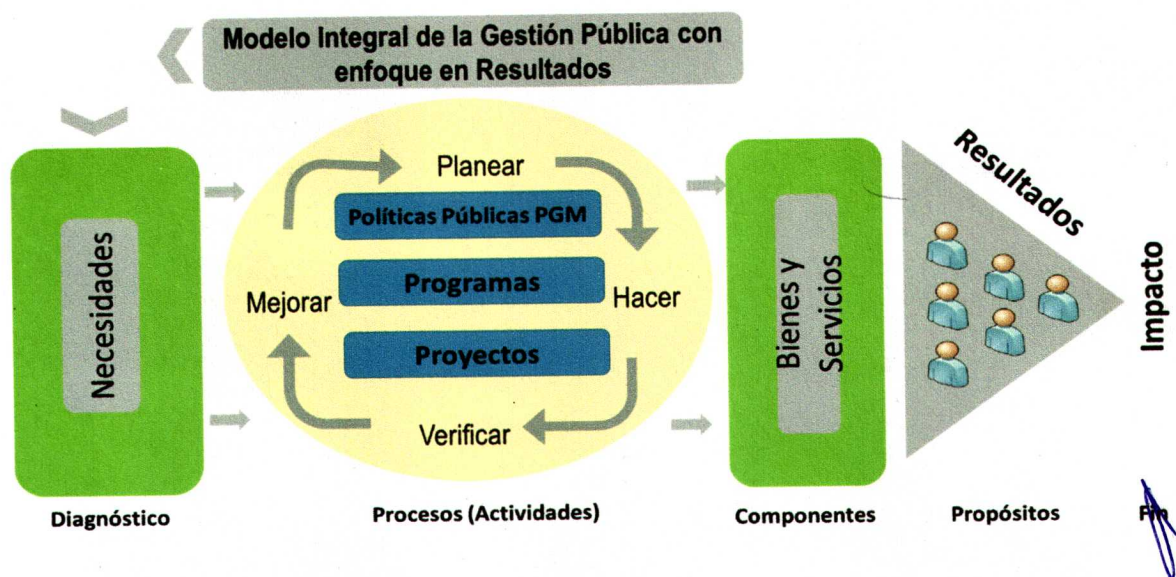 Modelo Integral de la Gestión Pública con
enfoque en Resultados
Necesidades
Planear
Políticas Públicas PGM
Programas
Proyectos
Mejorar
Hacer
Verificar
Bienes y
Servicios
Resultados
Impacto
Diagnóstico
Procesos (Actividades)
Componentes
Propósitos
Fin